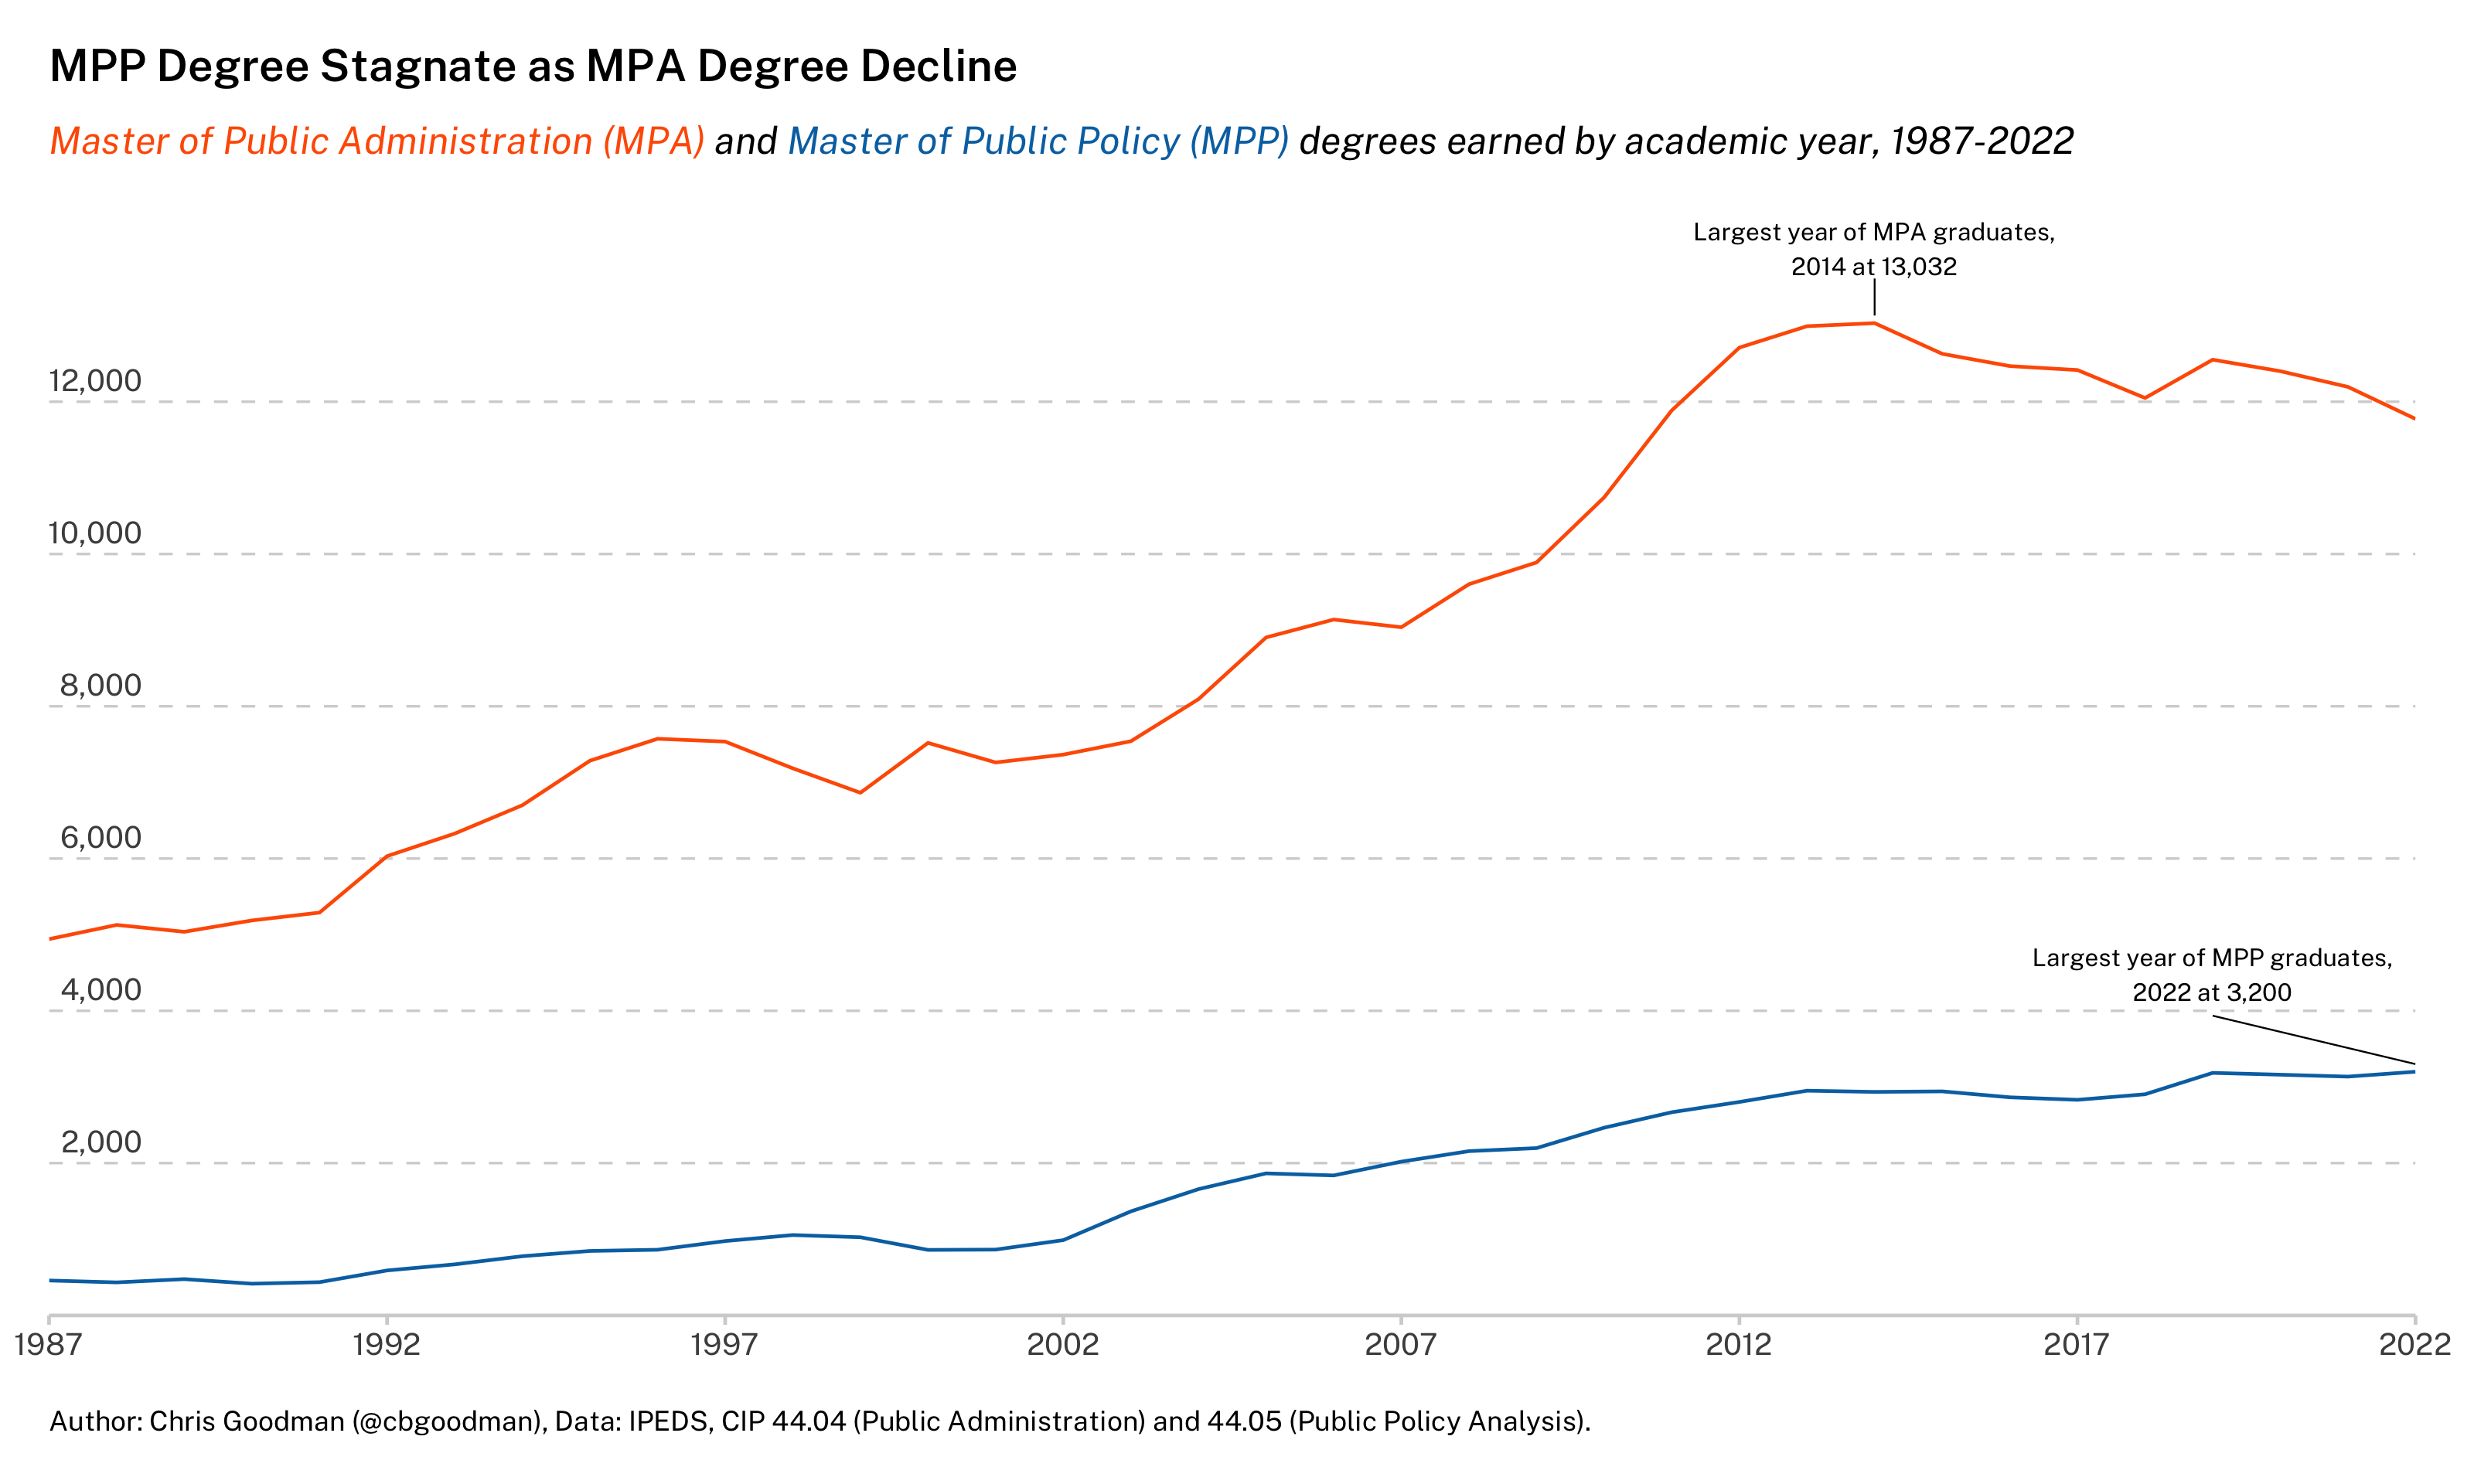 MPP Degree Stagnate as MPA Degree Decline
Master of Public Administration (MPA) and Master of Public Policy (MPP) degrees earned by academic year, 1987-2022
Largest year of MPA graduates,
2014 at 13,032
12,000
10,000
8,000
6,000
4,000
2,000
Largest year of MPP graduates,
2022 at 3,200
1987 1992 1997 2002 2007 2012 2017 2022
Author: Chris Goodman (@cbgoodman), Data: IPEDS, CIP 44.04 (Public Administration) and 44.05 (Public Policy Analysis).